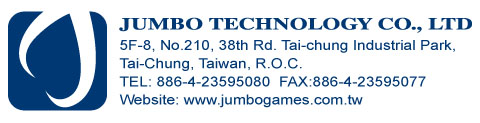 JUMBO TECHNOLOGY CO., LTD
5F-8, No.210, 38th Rd. Tai-chung Industrial Park,
Tai-Chung, Taiwan, R.O.C.
TEL: 886-4-23595080  FAX:886-4-23595077
Website: www.jumbogames.com.tw